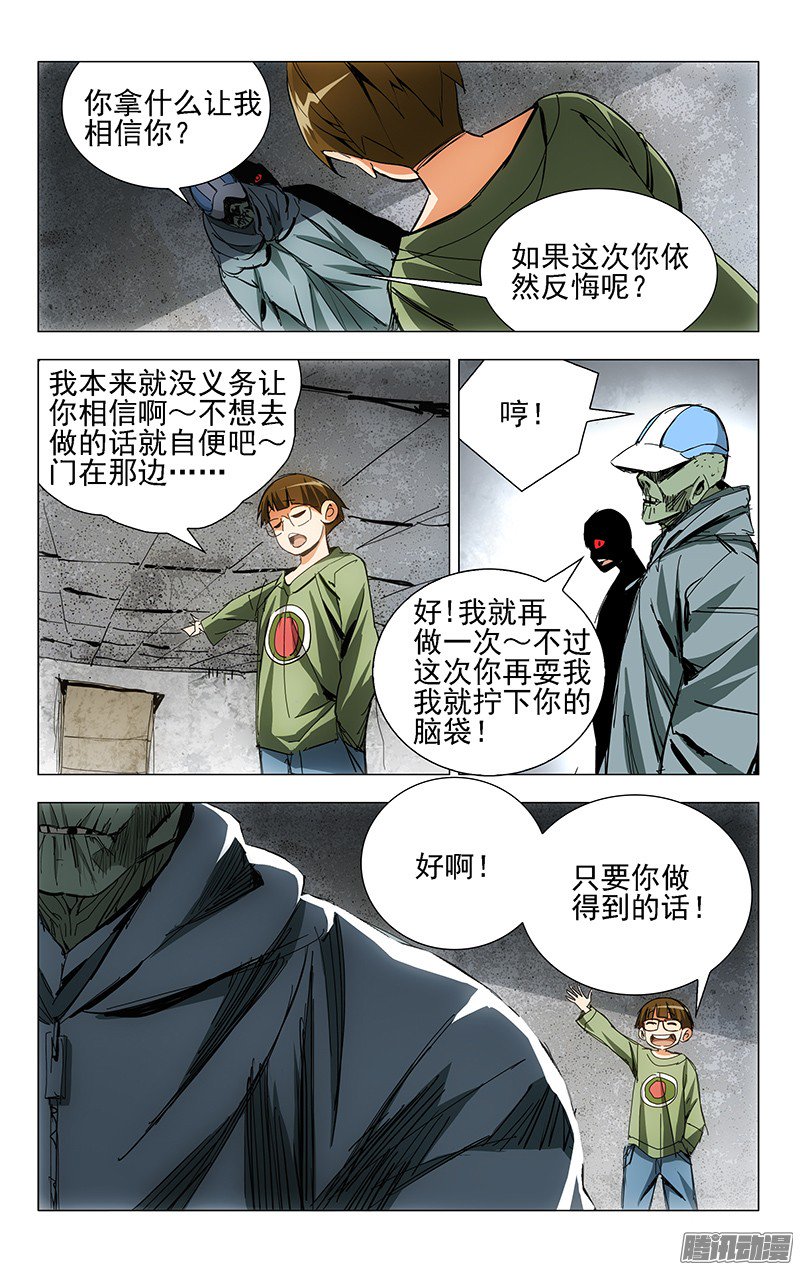 你拿什么让我
相信你？
如果这次你依
然反悔呢？
我本来就没义务让
你相信啊～不想去
做的话就自便吧～
门在那边……
哼！
好！我就再
做一次～不过
这次你再耍我
我就拧下你的
脑袋！
好啊！
只要你做
得到的话！
腾讯动漫